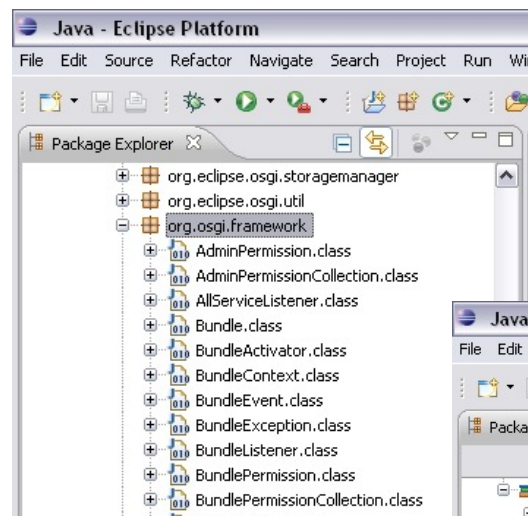 Java - Eclipse Platform
File Edit Source Refactor Navigate Search Project Run
Package Explorer
org.eclipse.osgi.storagemanager
org.eclipse.osgi.util
org.osgi.framework
AdminPermission.class
AdminPermissionCollection.class
AllServiceListener.class
Bundle.class
BundleActivator.class
BundleContext.class
BundleEvent.class
BundleException.class
BundleListener.class
BundlePermission.class
BundlePermissionCollection.class
Java
File Edit
Packa